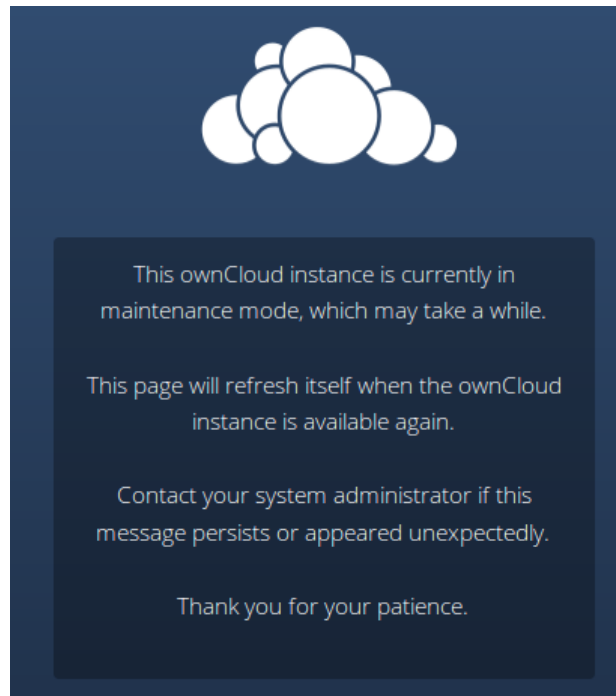 This ownCloud instance is currently in
maintenance mode, which may take a while.
This page will refresh itself when the ownCloud
instance is available again.
Contact your system administrator if this
message persists or appeared unexpectedly.
Thank you for your patience.